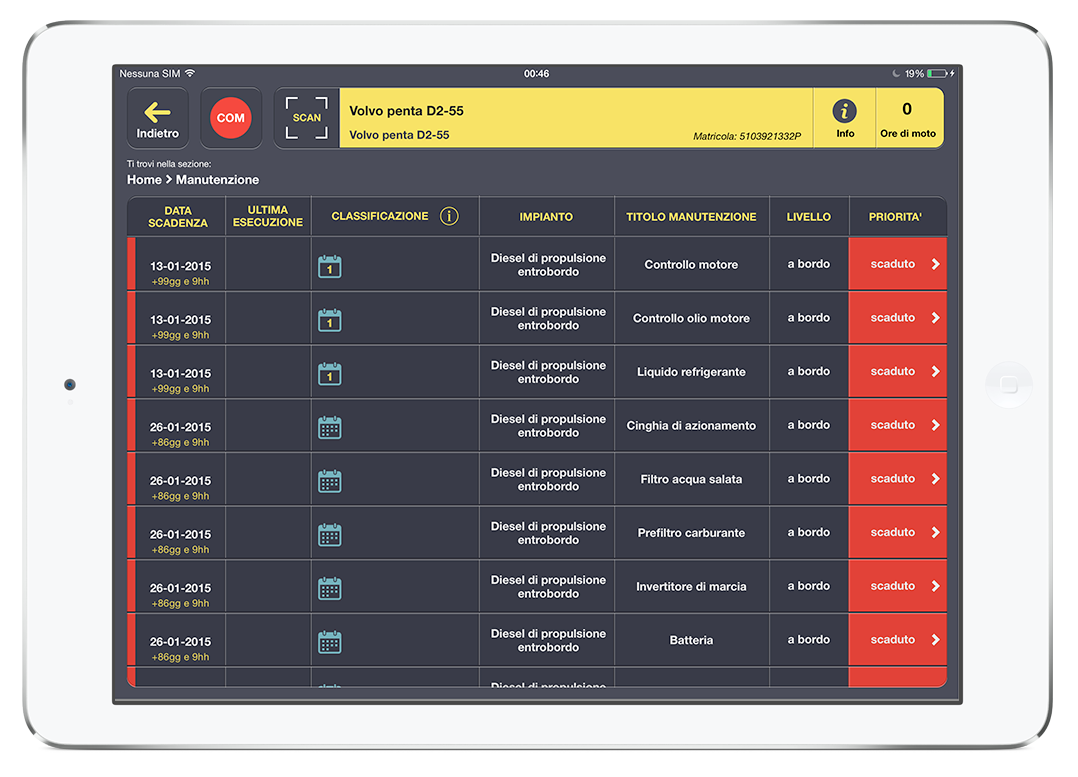 Nessuna SIM
00:46
19%
Indietro
COM
SCAN
Volvo penta D2-55
Volvo penta D2-55
Matricola: 5103921332P
Info
0
Ore di moto
Ti trovi nella sezione:
Home > Manutenzione
DATA
SCADENZA
ULTIMA
ESECUZIONE
CLASSIFICAZIONE
IMPIANTO
TITOLO MANUTENZIONE
LIVELLO
PRIORITA'
13-01-2015
+99gg e 9hh
1
Diesel di propulsione
entrobordo
Controllo motore
a bordo
scaduto
13-01-2015
+99gg e 9hh
1
Diesel di propulsione
entrobordo
Controllo olio motore
a bordo
scaduto
13-01-2015
+99gg e 9hh
1
Diesel di propulsione
entrobordo
Liquido refrigerante
a bordo
scaduto
26-01-2015
+86gg e 9hh
Diesel di propulsione
entrobordo
Cinghia di azionamento
a bordo
scaduto
26-01-2015
+86gg e 9hh
Diesel di propulsione
entrobordo
Filtro acqua salata
a bordo
scaduto
26-01-2015
+86gg e 9hh
Diesel di propulsione
entrobordo
Prefiltro carburante
a bordo
scaduto
26-01-2015
+86gg e 9hh
Diesel di propulsione
entrobordo
Invertitore di marcia
a bordo
scaduto
26-01-2015
+86gg e 9hh
Diesel di propulsione
entrobordo
Batteria
a bordo
scaduto
Diesel di propulsione